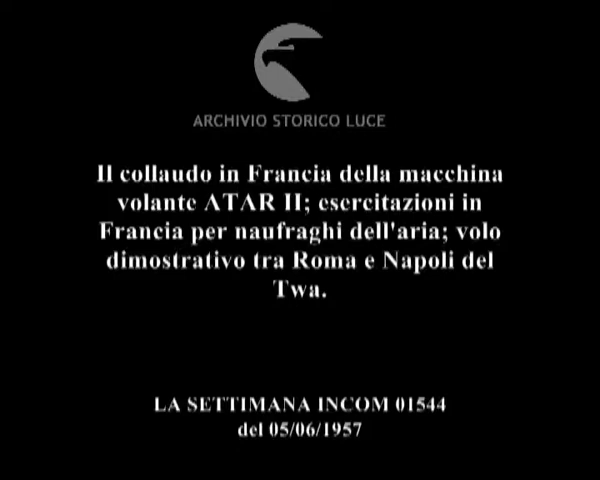 ARCHIVIO STORICO LUCE
Il collaudo in Francia della macchina
volante ATAR II; esercitazioni in
Francia per naufraghi dell'aria; volo
dimostrativo tra Roma e Napoli del
Twa.
LA SETTIMANA INCOM 01544
del 05/06/1957